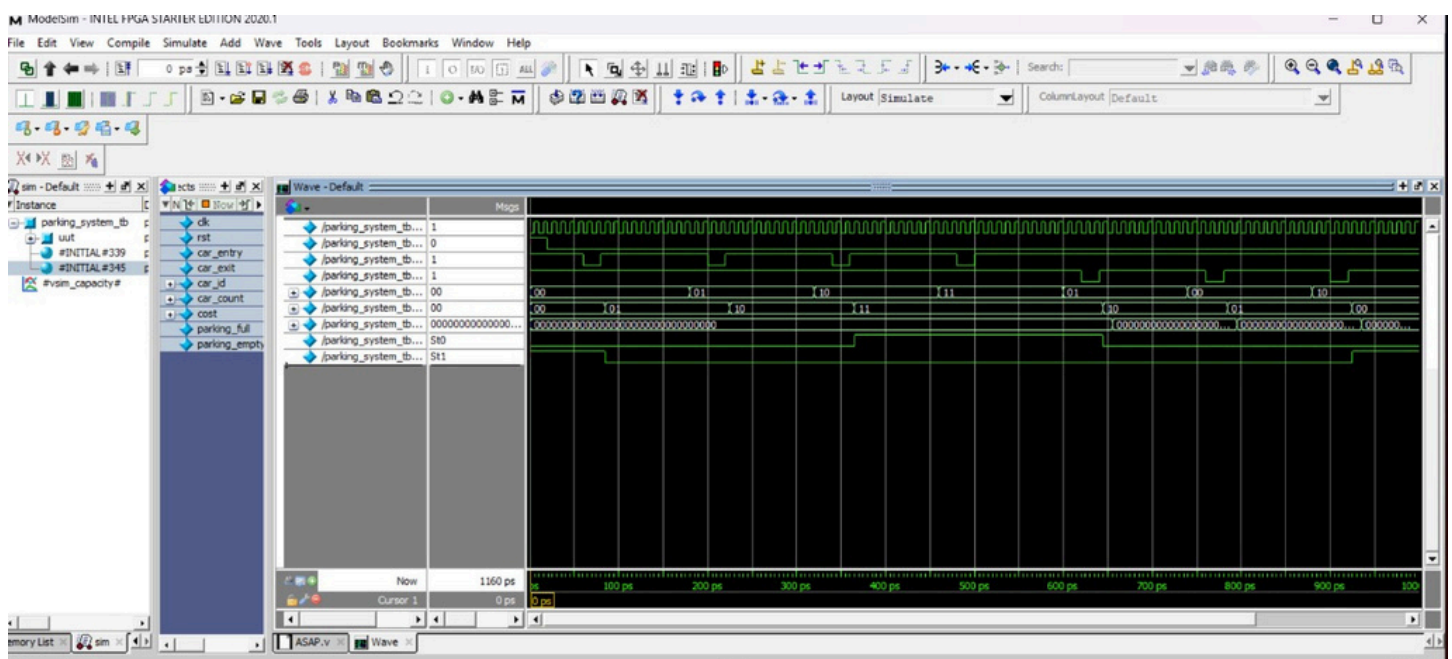 ModelSim - INTEL FPGA STARTER EDITION 2020.1
File Edit View Compile Simulate Add Wave Tools Layout Bookmarks Window Help
0 ps
Search:
Layout Simulate
ColumnLayout Default
sim - Default
ects
Wave - Default
Instance
Now
Msgs
parking_system_tb
uut
#INITIAL#339
#INITIAL#345
#vsim_capacity#
clk
rst
car_entry
car_exit
car_id
car_count
cost
parking_full
parking_empty
/parking_system_tb... 1
/parking_system_tb... 0
/parking_system_tb... 1
/parking_system_tb... 1
/parking_system_tb... 00 00 01 10 11 01 00 10
/parking_system_tb... 00 00 01 10 11 10 01 00
/parking_system_tb... 00000000000000...
/parking_system_tb... St0
/parking_system_tb... St1
Now 1160 ps
100 ps 200 ps 300 ps 400 ps 500 ps 600 ps 700 ps 800 ps 900 ps 100
Cursor 1 0 ps 0 ps
emory List sim ASAP.v Wave